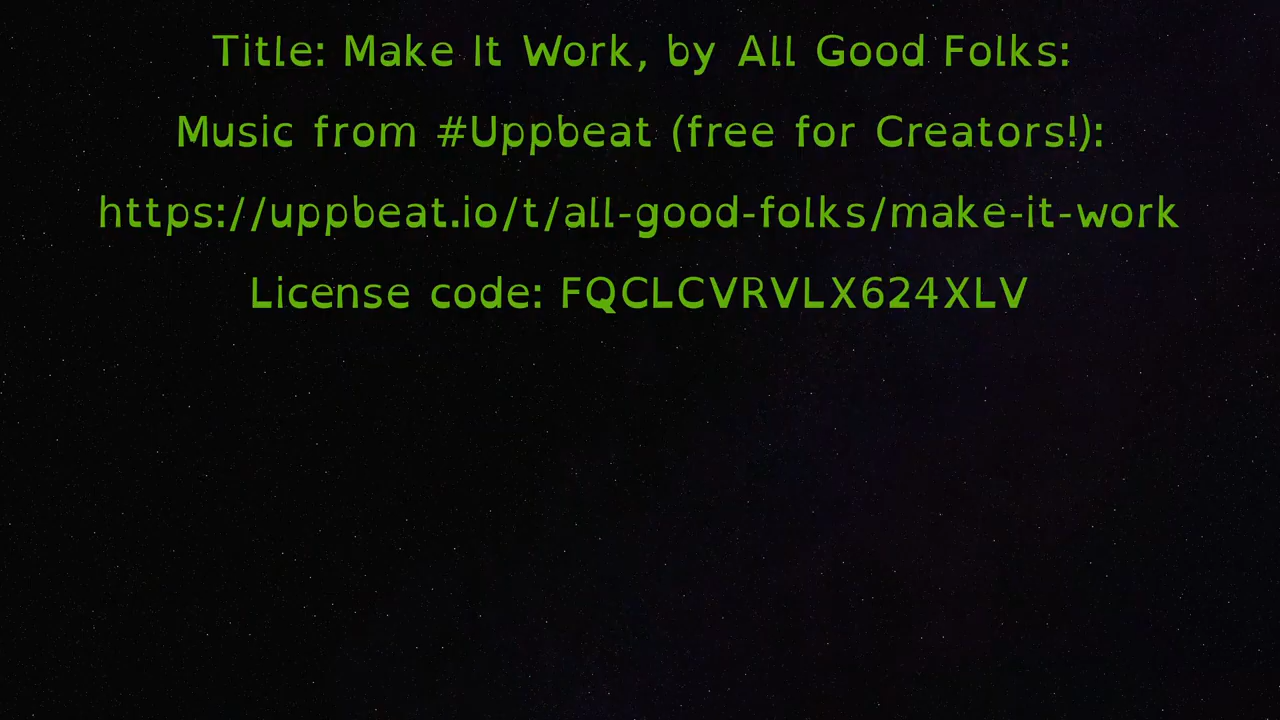 Title: Make It Work, by All Good Folks:
Music from #Uppbeat (free for Creators!):
https://uppbeat.io/t/all-good-folks/make-it-work
License code: FQCLCVRVLX624XLV